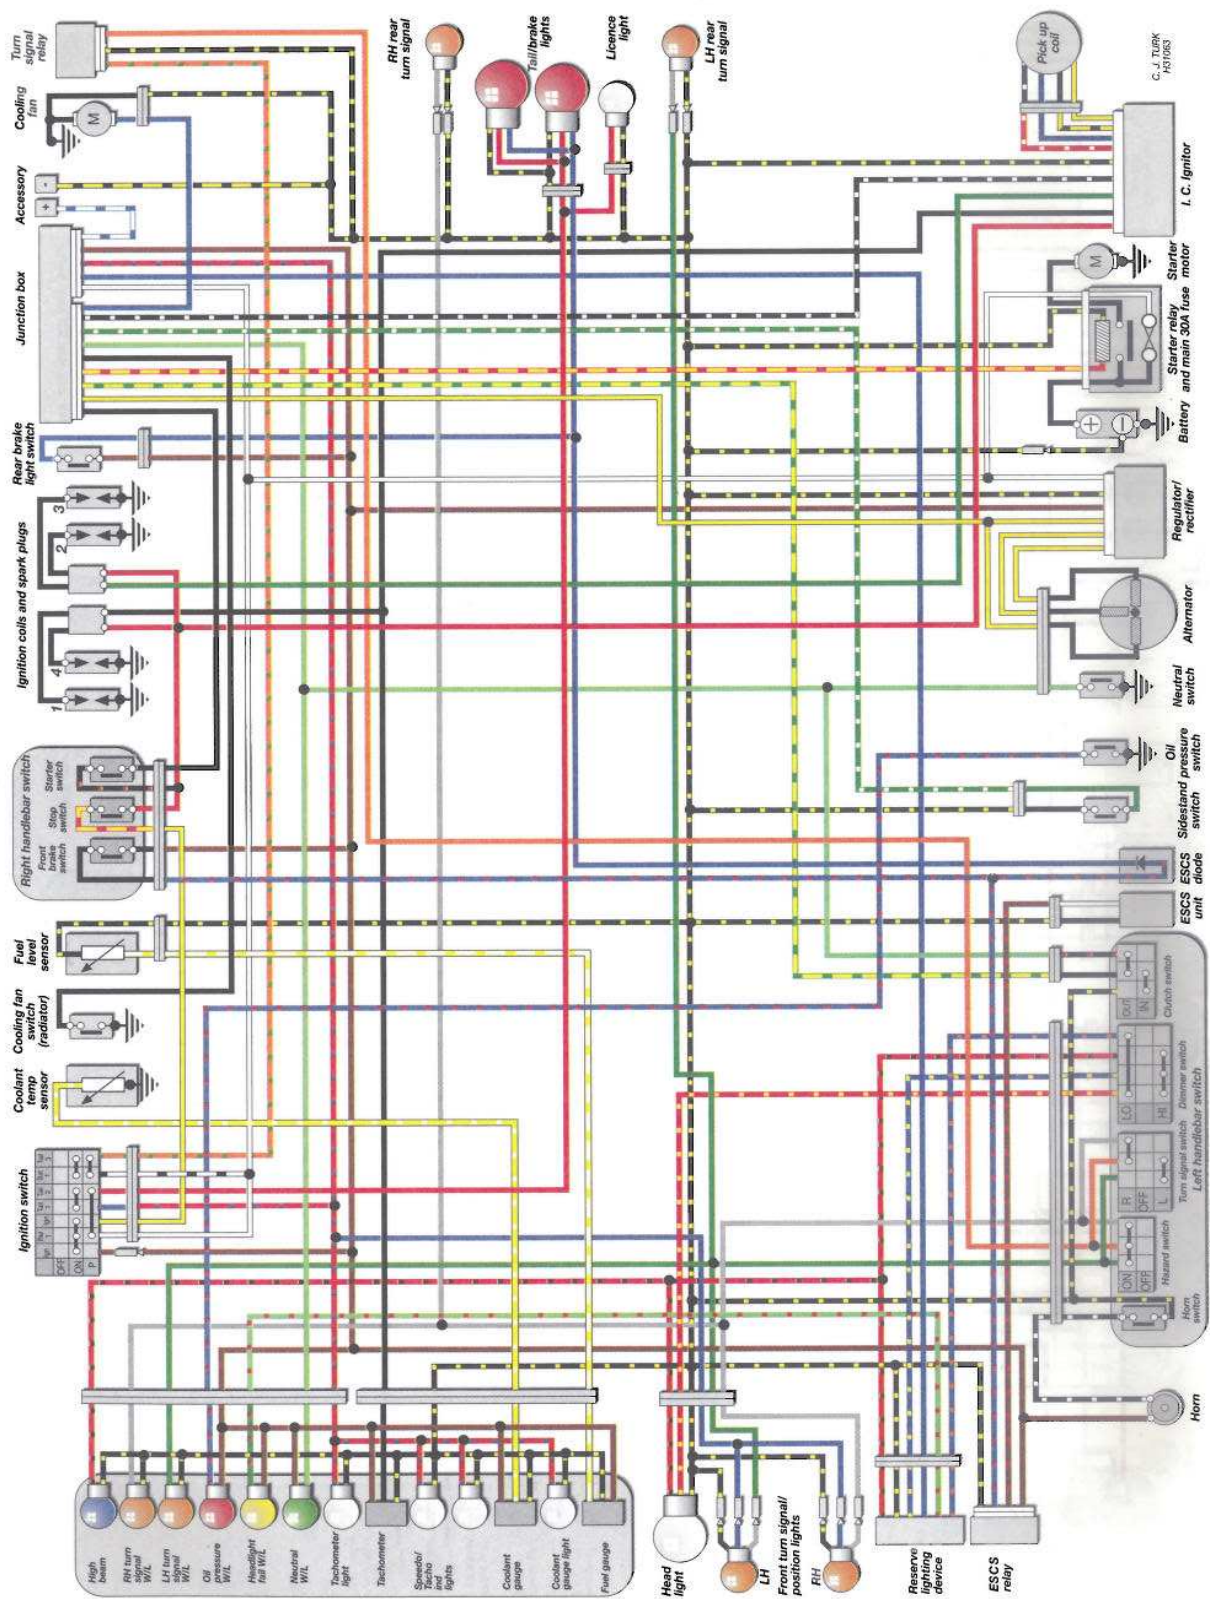 Turn
signal
relay
Cooling
fan
M
Accessory
-
+
Junction box
Rear brake
light switch
Ignition coils and spark plugs
3
2
4
1
Right handlebar switch
Starter
switch
Stop
switch
Front
brake
switch
Fuel
level
sensor
Cooling fan
switch
(radiator)
Coolant
temp
sensor
Ignition switch
OFF
ON
P
RH rear
turn signal
Tail/brake
lights
Licence
light
LH rear
turn signal
Pick up
coil
C. J. TURK
H31063
I. C. Ignitor
Starter
motor
M
Starter relay
and main 30A fuse
Battery
+
-
Regulator/
rectifier
Alternator
Neutral
switch
Oil
pressure
switch
Sidestand
switch
ESCS
diode
ESCS
unit
Clutch switch
OUT
IN
Dimmer switch
LO
HI
Turn signal switch
R
OFF
L
Left handlebar switch
Hazard switch
ON
OFF
Horn
switch
Horn
High
beam
RH turn
signal
W/L
LH turn
signal
W/L
Oil
pressure
W/L
Headlight
fail W/L
Neutral
W/L
Tachometer
light
Tachometer
Speedo/
Tacho
ind
lights
Coolant
gauge
Coolant
gauge light
Fuel gauge
Head
light
LH
Front turn signal/
position lights
RH
Reserve
lighting
device
ESCS
relay